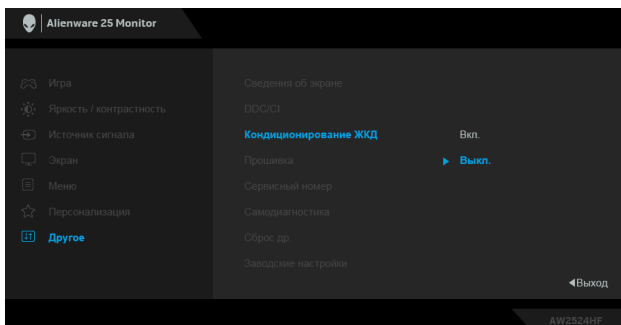 Alienware 25 Monitor
Игра
Яркость / контрастность
Источник сигнала
Экран
Меню
Персонализация
Другое
Сведения об экране
DDC/CI
Кондиционирование ЖКД
Вкл.
Прошивка
Выкл.
Сервисный номер
Самодиагностика
Сброс др.
Заводские настройки
Выход
AW2524HF